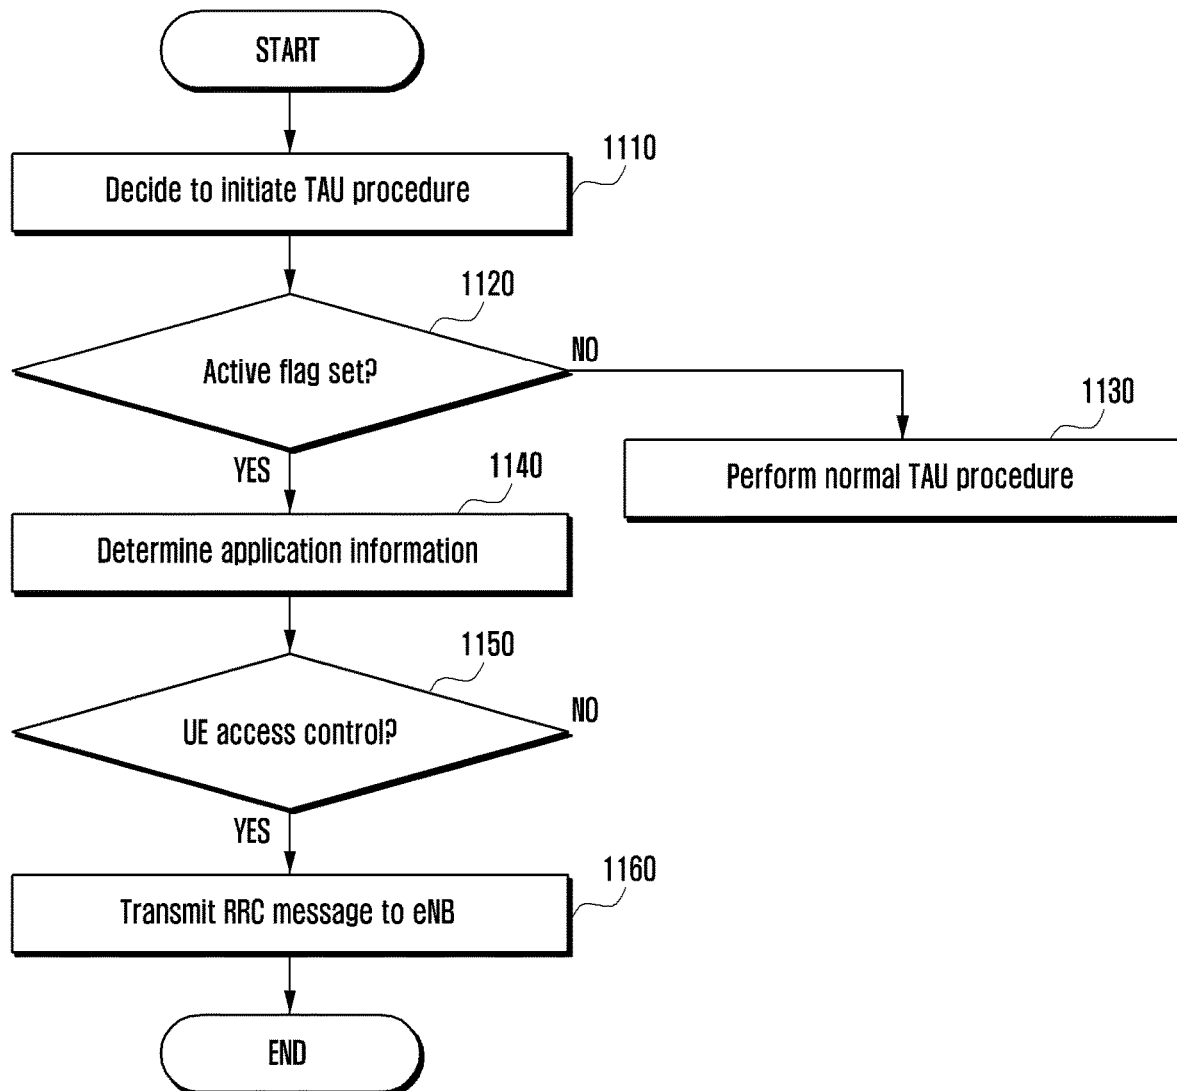 START
1110
Decide to initiate TAU procedure
1120
Active flag set?
NO
1130
YES
1140
Perform normal TAU procedure
Determine application information
1150
UE access control?
NO
YES
1160
Transmit RRC message to eNB
END